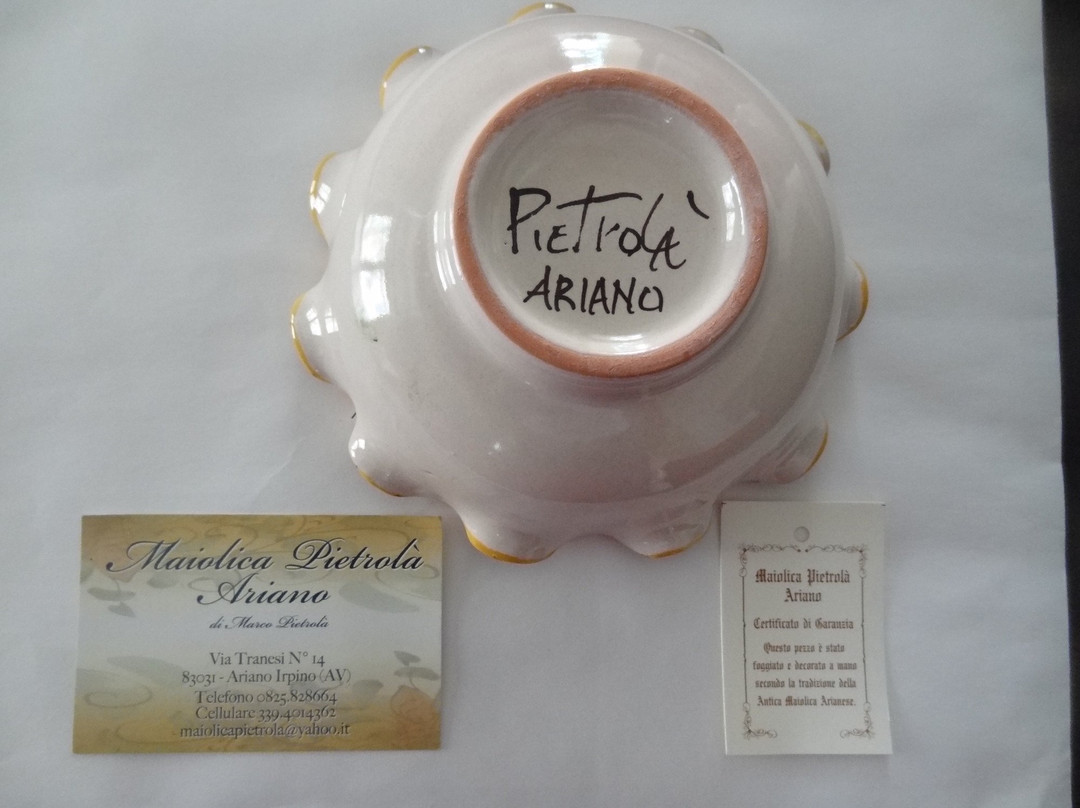 Pietrolà
ARIANO
Maiolica Pietrolà
Ariano
di Marco Pietrolà
Via Tranesi N° 14
83031 - Ariano Irpino (AV)
Telefono 0825.828664
Cellulare 339.4014362
maiolicapietrola@yahoo.it
Maiolica Pietrolà
Ariano
Certificato di Garanzia
Questo pezzo è stato
foggiato e decorato a mano
secondo la tradizione della
Antica Maiolica Arianese.